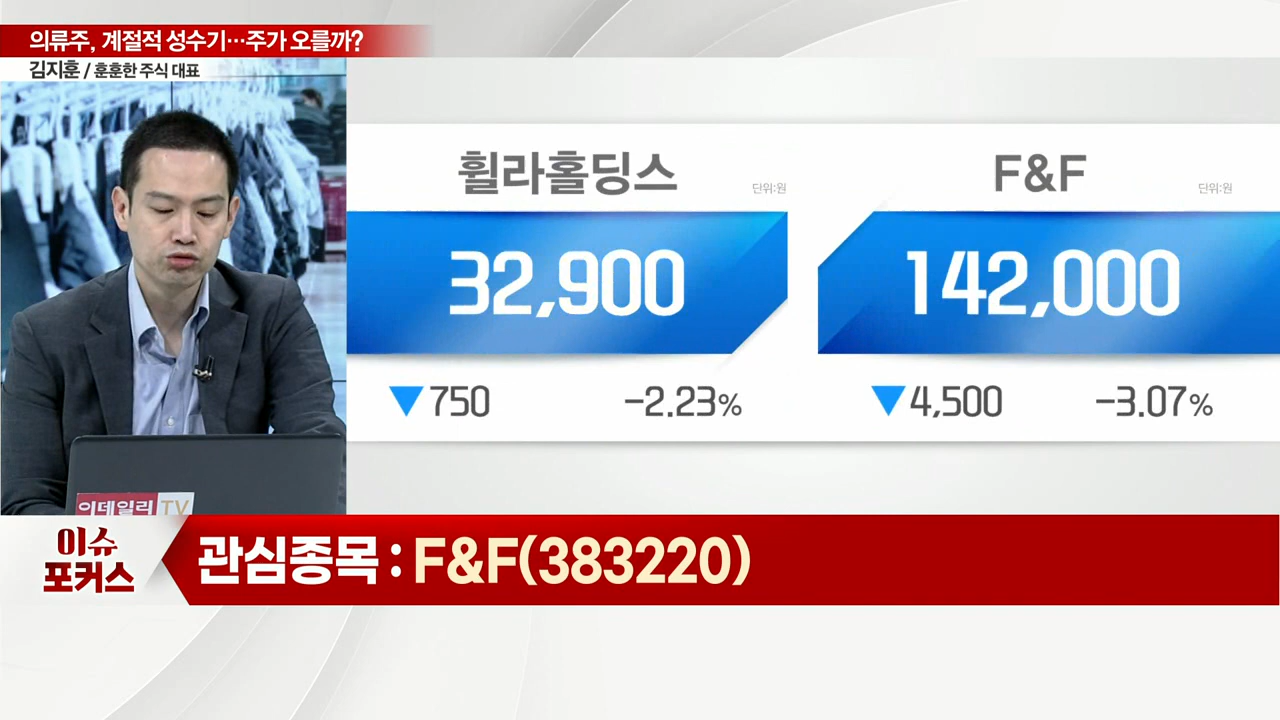 의류주, 계절적 성수기…주가 오를까?
김지훈 / 훈훈한 주식 대표
휠라홀딩스
단위:원
32,900
▼750 -2.23%
F&F
단위:원
142,000
▼4,500 -3.07%
이데일리 TV
이슈
포커스
관심종목 : F&F(383220)